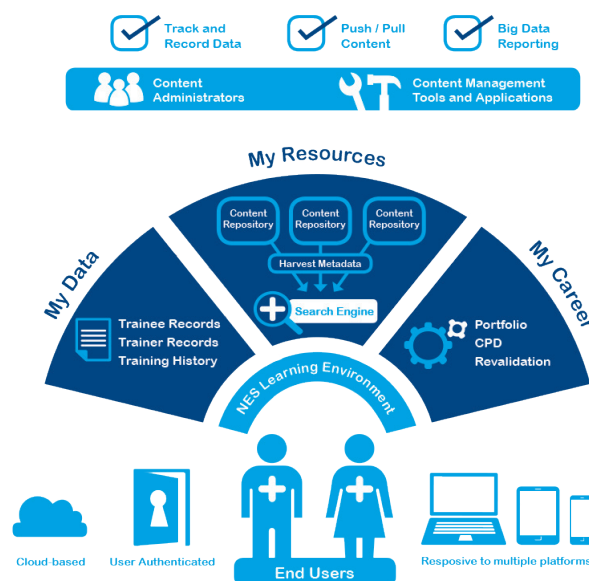 Track and
Record Data
Push / Pull
Content
Big Data
Reporting
Content
Administrators
Content Management
Tools and Applications
My Resources
My Data
My Career
Content
Repository
Content
Repository
Content
Repository
Harvest Metadata
Search Engine
Trainee Records
Trainer Records
Training History
Portfolio
CPD
Revalidation
NES Learning Environment
Cloud-based
User Authenticated
End Users
Resposive to multiple platforms